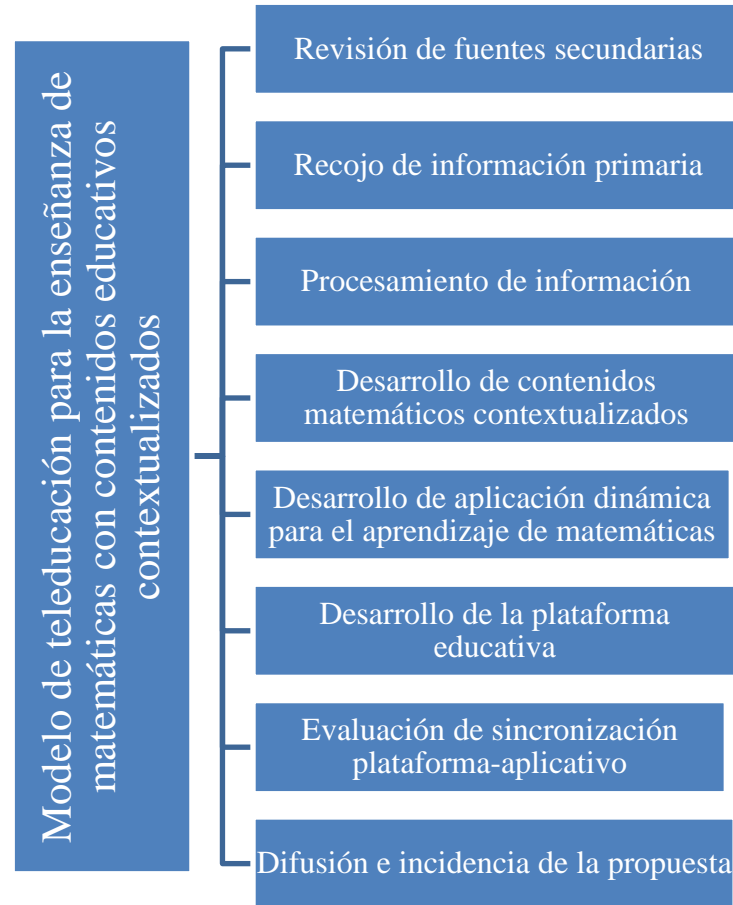 Modelo de teleducación para la enseñanza de
matemáticas con contenidos educativos
contextualizados
Revisión de fuentes secundarias
Recojo de información primaria
Procesamiento de información
Desarrollo de contenidos
matemáticos contextualizados
Desarrollo de aplicación dinámica
para el aprendizaje de matemáticas
Desarrollo de la plataforma
educativa
Evaluación de sincronización
plataforma-aplicativo
Difusión e incidencia de la propuesta